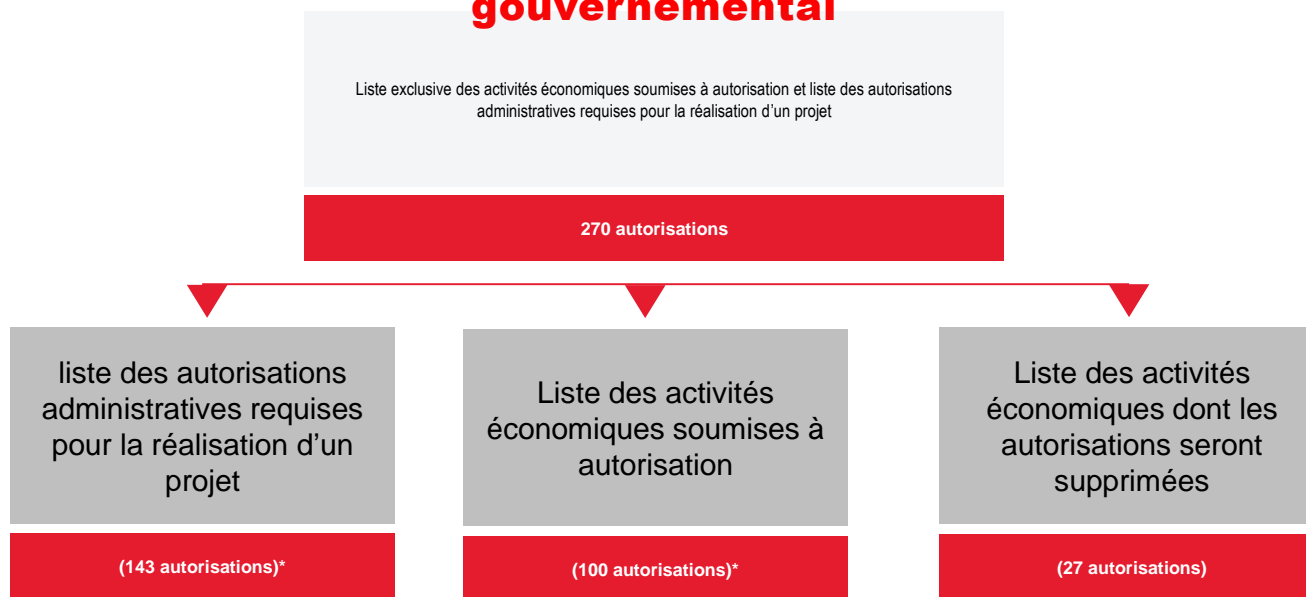 gouvernemental
Liste exclusive des activités économiques soumises à autorisation et liste des autorisations
administratives requises pour la réalisation d'un projet
270 autorisations
liste des autorisations
administratives requises
pour la réalisation d'un
projet
(143 autorisations)*
Liste des activités
économiques soumises à
autorisation
(100 autorisations)*
Liste des activités
économiques dont les
autorisations seront
supprimées
(27 autorisations)